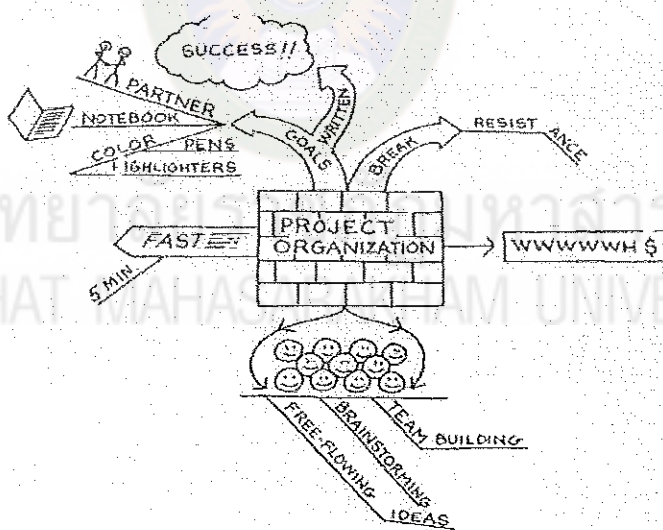 SUCCESS!!
PARTNER
NOTEBOOK
COLOR PENS
HIGHLIGHTERS
GOALS
WRITTEN
BREAK
RESIST
ANCE
FAST
5 MIN
PROJECT
ORGANIZATION
WWWWWH $
FREE-FLOWING
IDEAS
BRAINSTORMING
TEAM
BUILDING